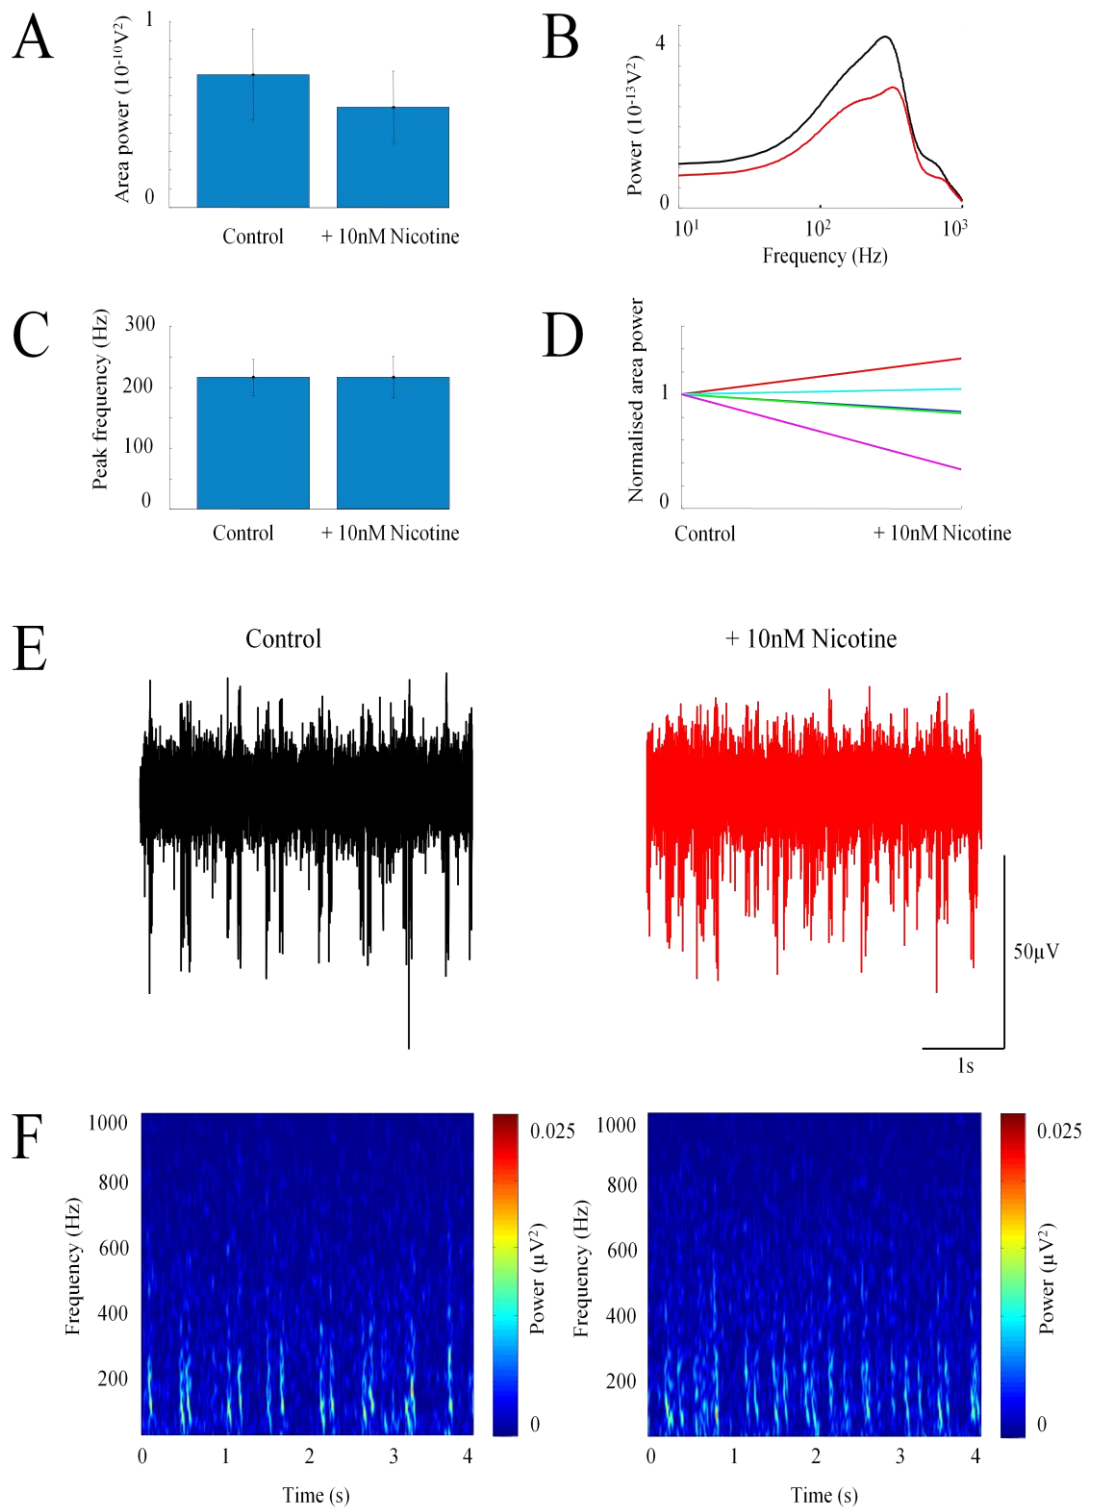 A
Area power (10⁻¹⁰V²)
1
0
Control
+ 10nM Nicotine
B
Power (10⁻¹³V²)
4
0
10¹
10²
10³
Frequency (Hz)
C
Peak frequency (Hz)
300
200
100
0
Control
+ 10nM Nicotine
D
Normalised area power
1
0
Control
+ 10nM Nicotine
E
Control
+ 10nM Nicotine
50µV
1s
F
Frequency (Hz)
1000
800
600
400
200
0
1
2
3
4
Time (s)
0.025
Power (µV²)
0
Frequency (Hz)
1000
800
600
400
200
0
1
2
3
4
Time (s)
0.025
Power (µV²)
0